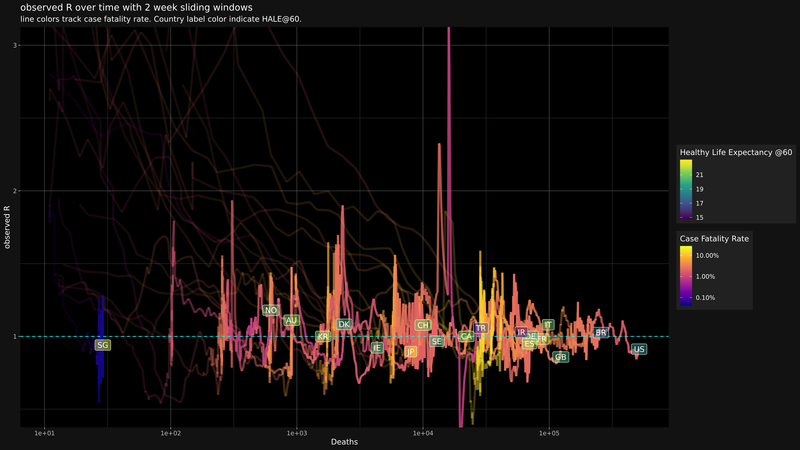 observed R over time with 2 week sliding windows
line colors track case fatality rate. Country label color indicate HALE@60.
3
2
1
observed R
NO
AU
KR
DK
CH
TR
IR
IT
BR
SG
IE
JP
SE
CA
ES
GB
US
1e+01
1e+02
1e+03
1e+04
1e+05
Deaths
Healthy Life Expectancy @60
21
19
17
15
Case Fatality Rate
10.00%
1.00%
0.10%